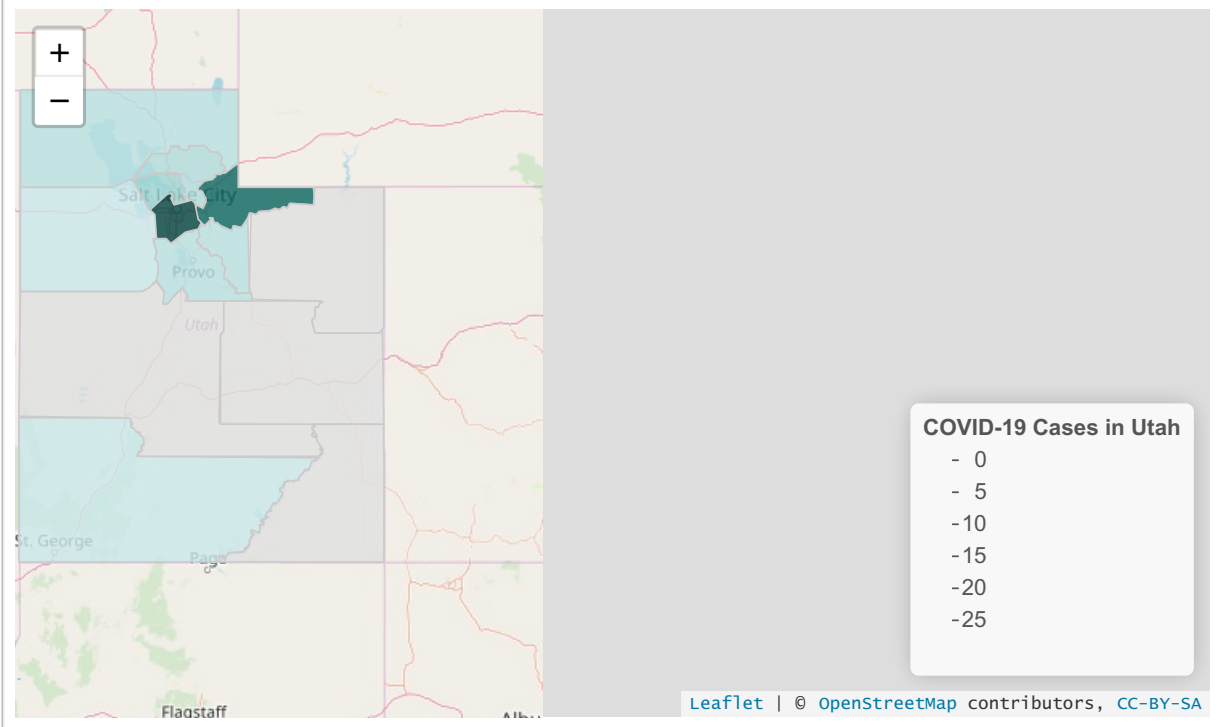 +
−
Salt Lake City
Provo
Utah
St. George
Page
Flagstaff
COVID-19 Cases in Utah
- 0
- 5
-10
-15
-20
-25
Leaflet | © OpenStreetMap contributors, CC-BY-SA